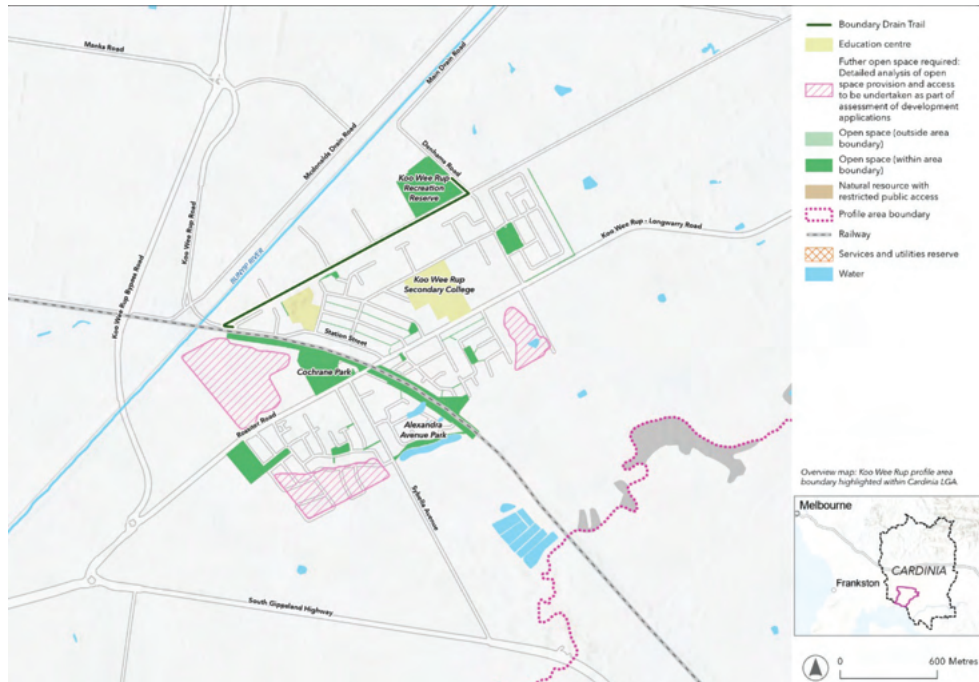 Manks Road
Main Drain Road
Mcdonalds Drain Road
Denhams Road
Koo Wee Rup
Recreation
Reserve
Koo Wee Rup Road
BUNYIP RIVER
Koo Wee Rup Bypass Road
Koo Wee Rup - Longwarry Road
Koo Wee Rup
Secondary College
Station Street
Cochrane Park
Rossiter Road
Alexandra
Avenue Park
Sybella Avenue
South Gippsland Highway
Boundary Drain Trail
Education centre
Futher open space required:
Detailed analysis of open
space provision and access
to be undertaken as part of
assessment of development
applications
Open space (outside area
boundary)
Open space (within area
boundary)
Natural resource with
restricted public access
Profile area boundary
Railway
Services and utilities reserve
Water
Overview map: Koo Wee Rup profile area
boundary highlighted within Cardinia LGA.
Melbourne
CARDINIA
Frankston
0 600 Metres